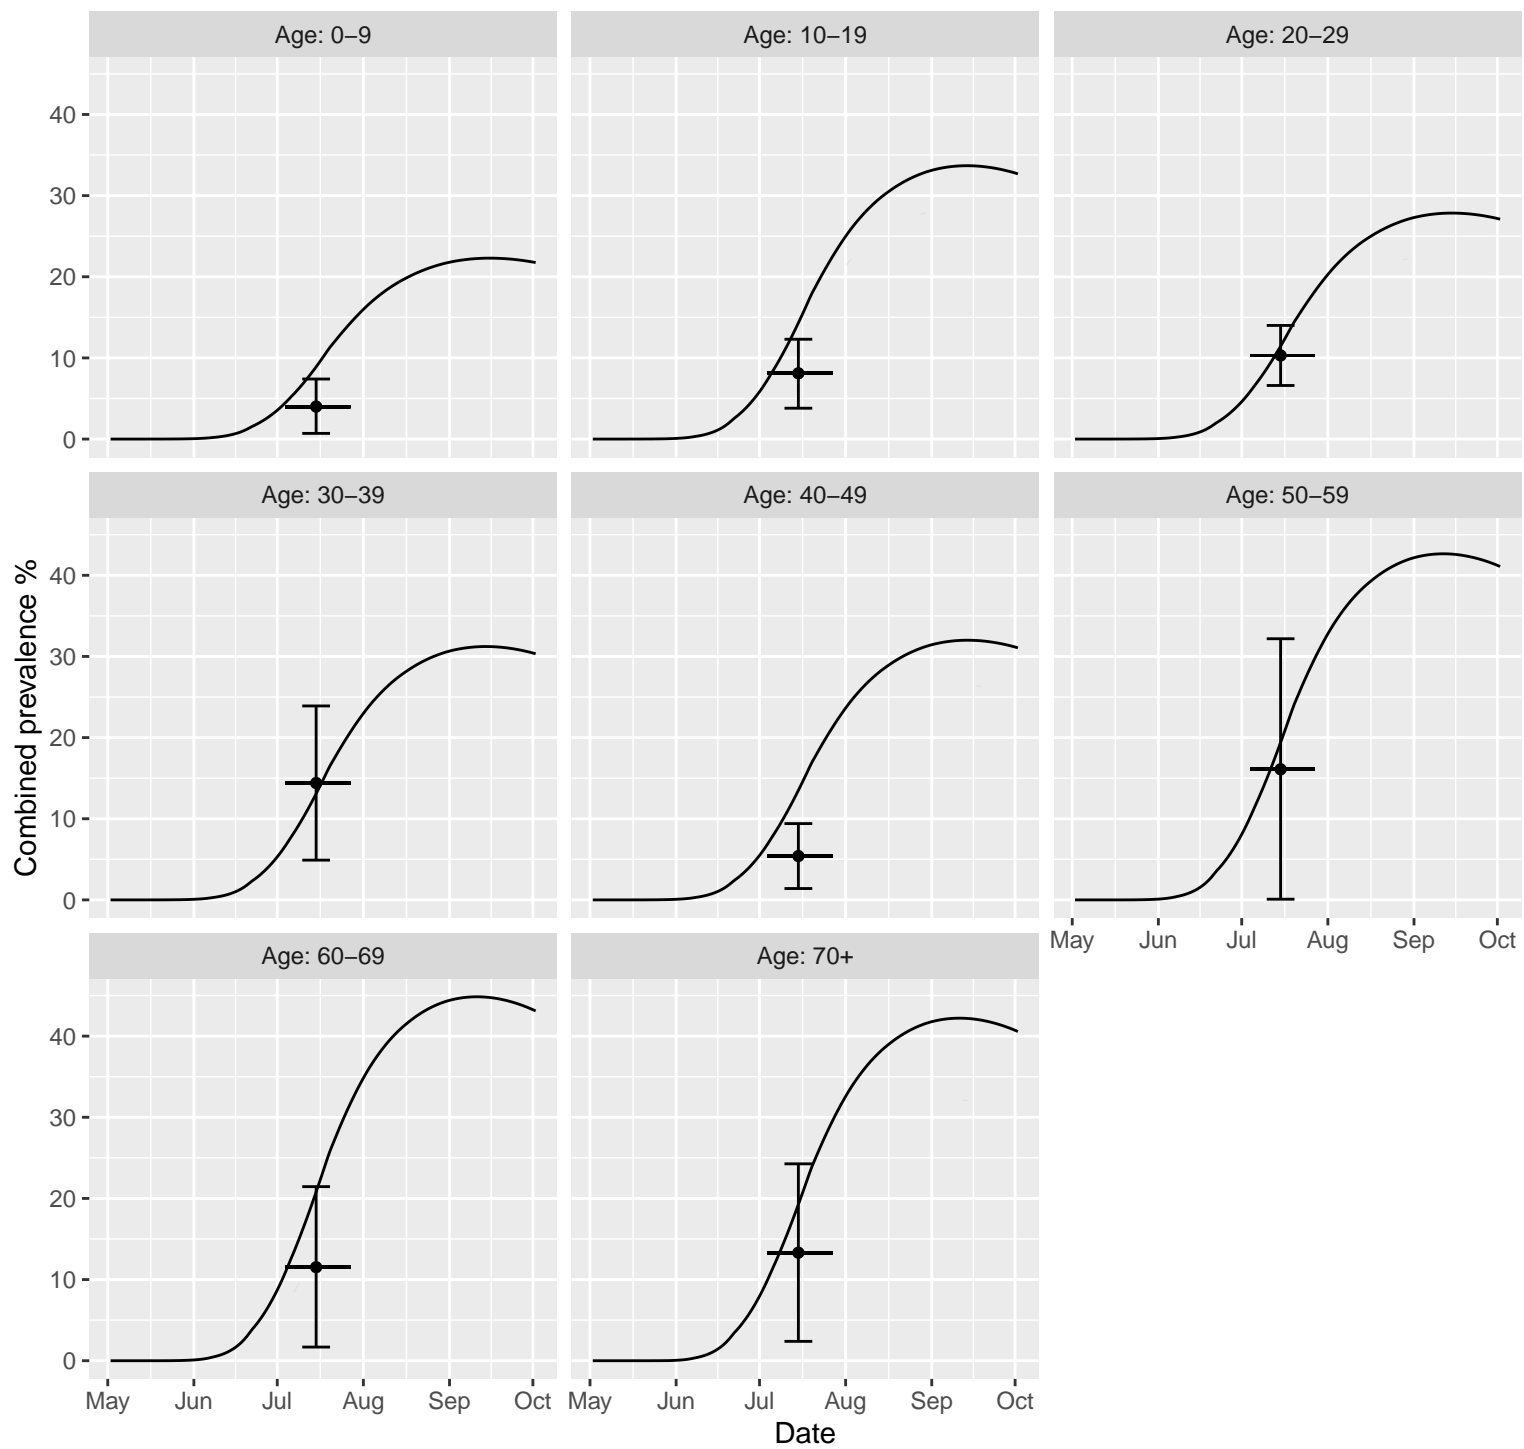 Age: 0–9
Age: 10–19
Age: 20–29
40
30
20
10
0
Age: 30–39
Age: 40–49
Age: 50–59
Combined prevalence %
40
30
20
10
0
May Jun Jul Aug Sep Oct
Age: 60–69
Age: 70+
40
30
20
10
0
May Jun Jul Aug Sep Oct
May Jun Jul Aug Sep Oct
Date